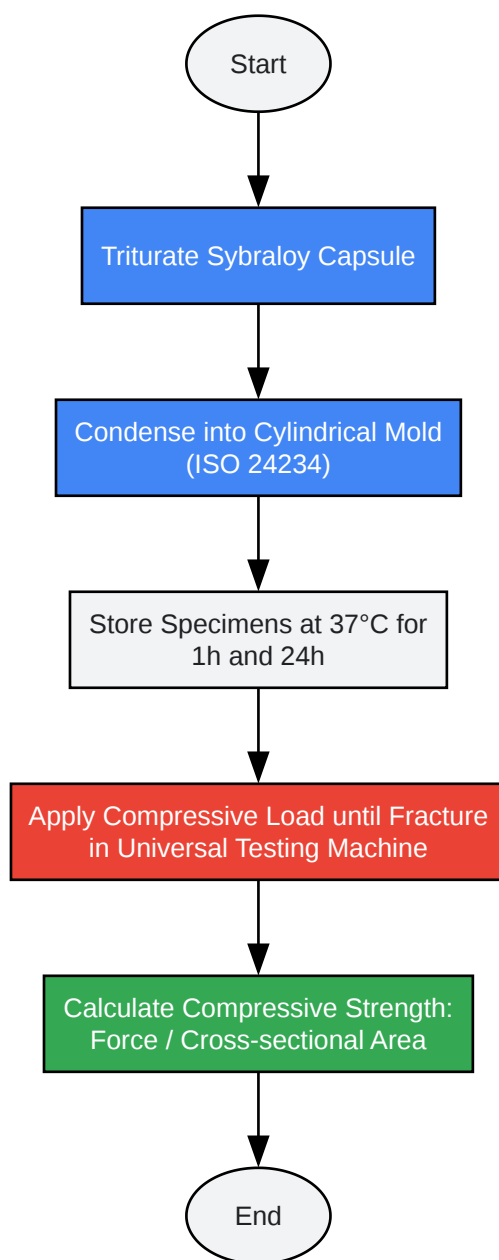 Start
Triturate Sybraloy Capsule
Condense into Cylindrical Mold
(ISO 24234)
Store Specimens at 37°C for
1h and 24h
Apply Compressive Load until Fracture
in Universal Testing Machine
Calculate Compressive Strength:
Force / Cross-sectional Area
End